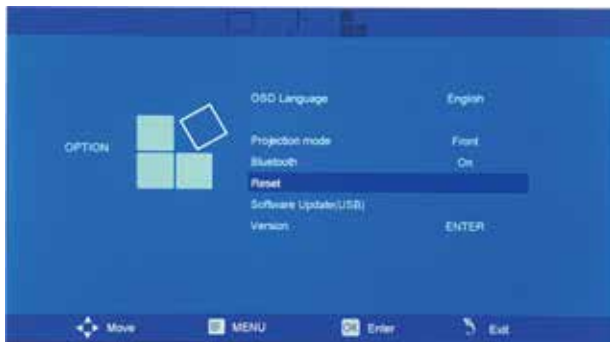 OSD Language English
OPTION
Projection mode Front
Bluetooth On
Reset
Software Update(USB)
Version ENTER
Move MENU OK Enter Exit